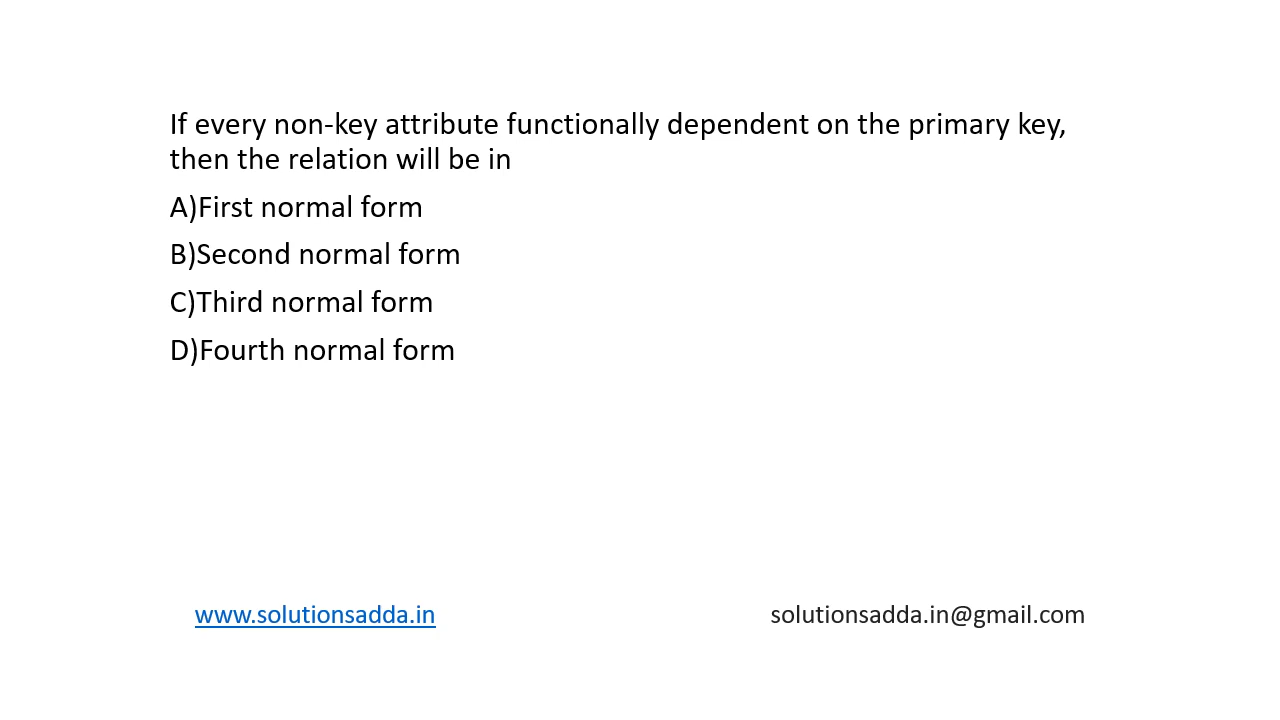 If every non-key attribute functionally dependent on the primary key,
then the relation will be in
A)First normal form
B)Second normal form
C)Third normal form
D)Fourth normal form
www.solutionsadda.in
solutionsadda.in@gmail.com